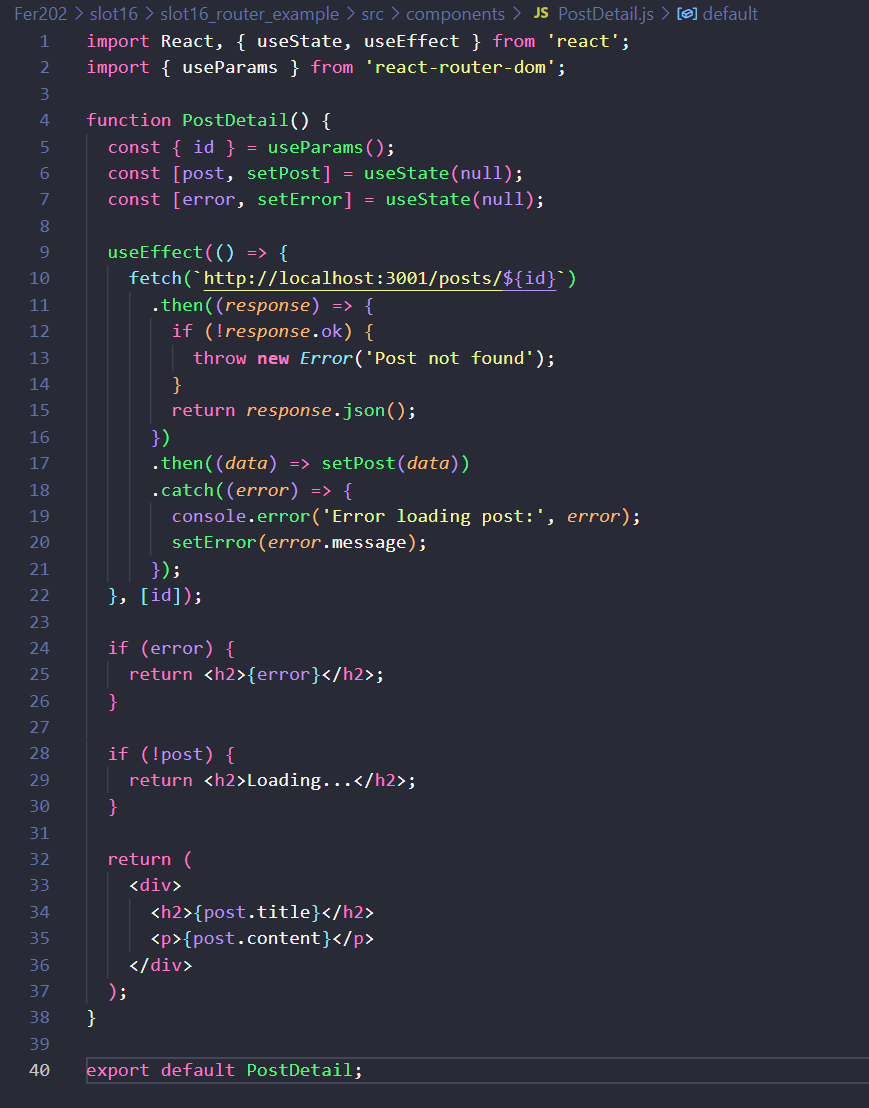 Fer202 > slot16 > slot16_router_example > src > components > JS PostDetail.js > default
1 import React, { useState, useEffect } from 'react';
2 import { useParams } from 'react-router-dom';
3
4 function PostDetail() {
5   const { id } = useParams();
6   const [post, setPost] = useState(null);
7   const [error, setError] = useState(null);
8
9   useEffect(() => {
10     fetch(`http://localhost:3001/posts/${id}`)
11       .then((response) => {
12         if (!response.ok) {
13           throw new Error('Post not found');
14         }
15         return response.json();
16       })
17       .then((data) => setPost(data))
18       .catch((error) => {
19         console.error('Error loading post:', error);
20         setError(error.message);
21       });
22   }, [id]);
23
24   if (error) {
25     return <h2>{error}</h2>;
26   }
27
28   if (!post) {
29     return <h2>Loading...</h2>;
30   }
31
32   return (
33     <div>
34       <h2>{post.title}</h2>
35       <p>{post.content}</p>
36     </div>
37   );
38 }
39
40 export default PostDetail;